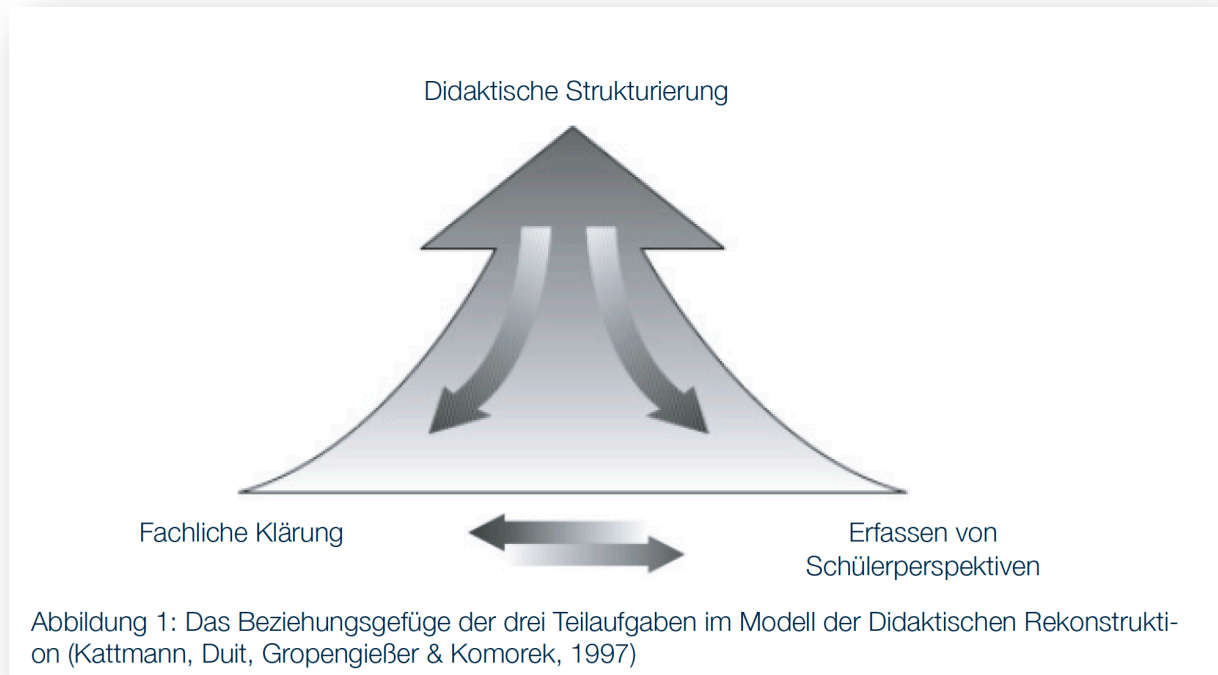 Didaktische Strukturierung
Fachliche Klärung
Erfassen von
Schülerperspektiven
Abbildung 1: Das Beziehungsgefüge der drei Teilaufgaben im Modell der Didaktischen Rekonstrukti-
on (Kattmann, Duit, Gropengießer & Komorek, 1997)